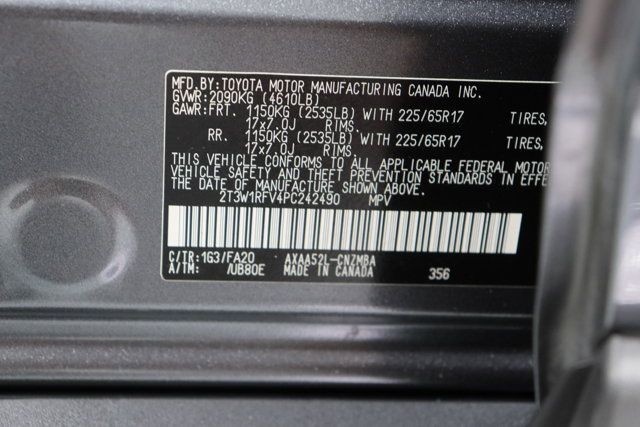 MFD.BY:TOYOTA MOTOR MANUFACTURING CANADA INC.
GVWR:2090KG (4610LB)
GAWR:FRT. 1150KG (2535LB) WITH 225/65R17 TIRES,
17x7.0J RIMS,
RR. 1150KG (2535LB) WITH 225/65R17 TIRES,
17x7.0J RIMS,
THIS VEHICLE CONFORMS TO ALL APPLICABLE FEDERAL MOTOR
VEHICLE SAFETY AND THEFT PREVENTION STANDARDS IN EFFE
ON THE DATE OF MANUFACTURE SHOWN ABOVE.
2T3W1RFV4PC242490 MPV
C/TR:1G3/FA20 AXAA52L-CNZMBA
A/TM: /UB80E MADE IN CANADA 356